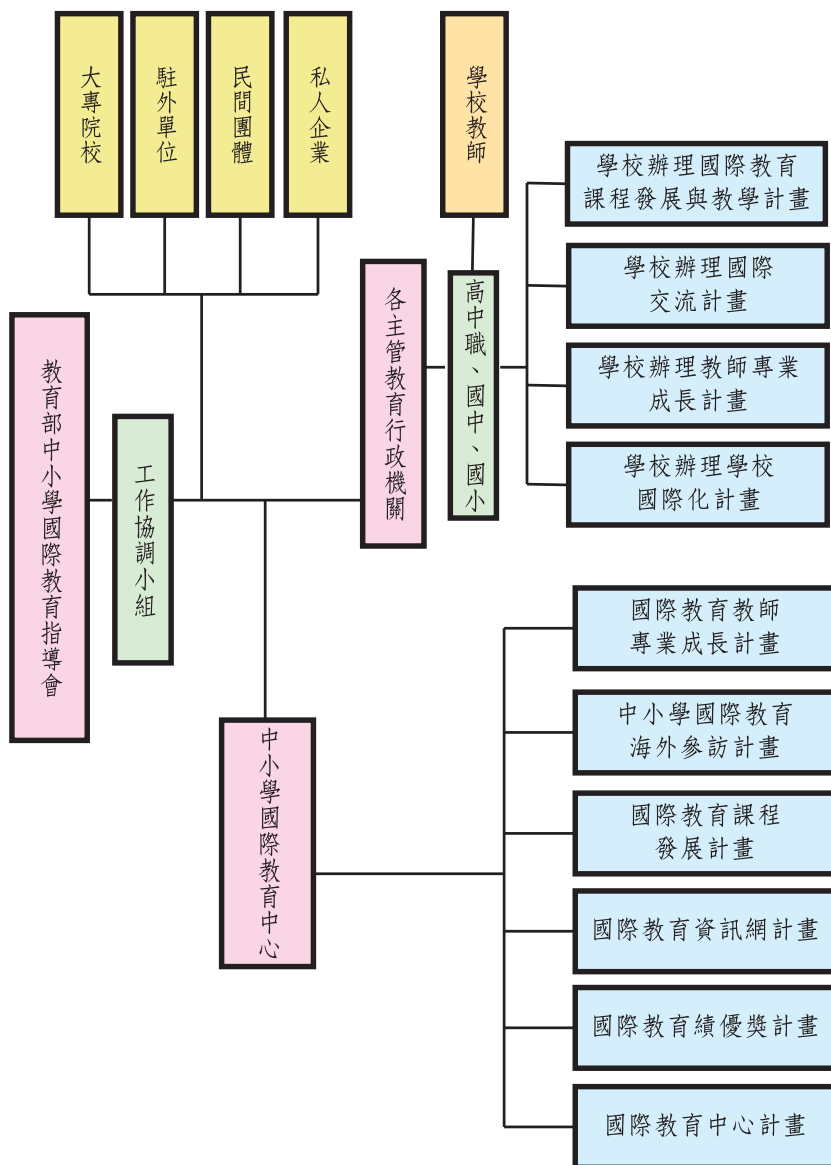 大專院校
駐外單位
民間團體
私人企業
學校教師
學校辦理國際教育
課程發展與教學計畫
學校辦理國際
交流計畫
學校辦理教師專業
成長計畫
學校辦理學校
國際化計畫
各主管教育行政機關
高中職、國中、國小
教育部中小學國際教育指導會
工作協調小組
中小學國際教育中心
國際教育教師
專業成長計畫
中小學國際教育
海外參訪計畫
國際教育課程
發展計畫
國際教育資訊網計畫
國際教育績優獎計畫
國際教育中心計畫